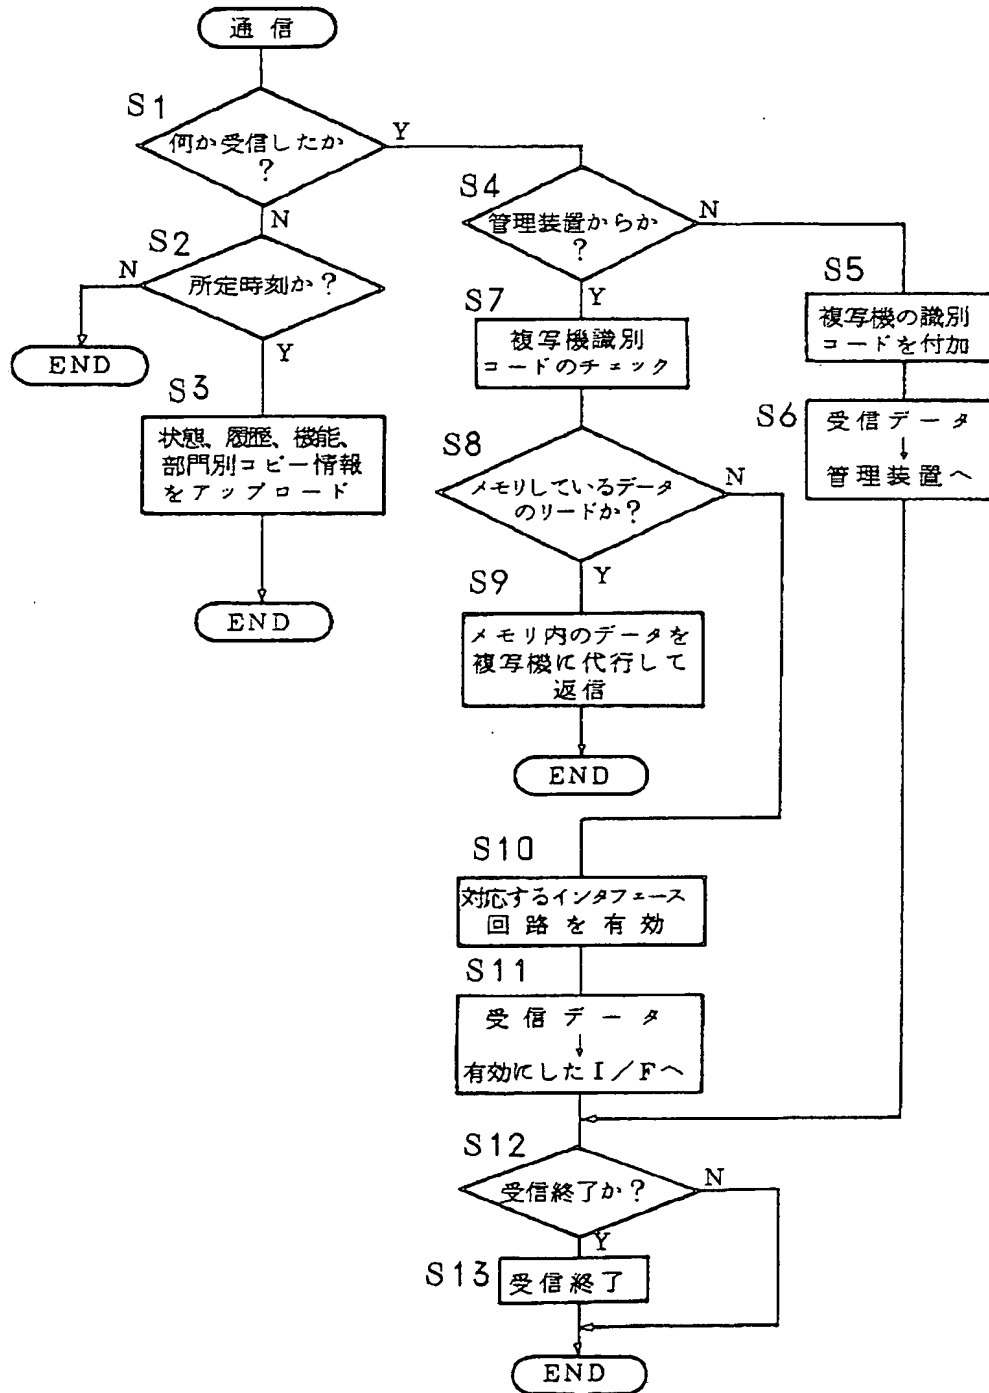 通信
S1
何か受信したか
?
Y
N
S2
所定時刻か?
N
Y
END
S3
状態、履歴、機能、
部門別コピー情報
をアップロード
END
S4
管理装置からか
?
N
Y
S5
複写機の識別
コードを付加
S6
受信データ
↓
管理装置へ
S7
複写機識別
コードのチェック
S8
メモリしているデータ
のリードか?
N
Y
S9
メモリ内のデータを
複写機に代行して
返信
END
S10
対応するインタフェース
回路を有効
S11
受信データ
↓
有効にしたI/Fへ
S12
受信終了か?
N
Y
S13
受信終了
END